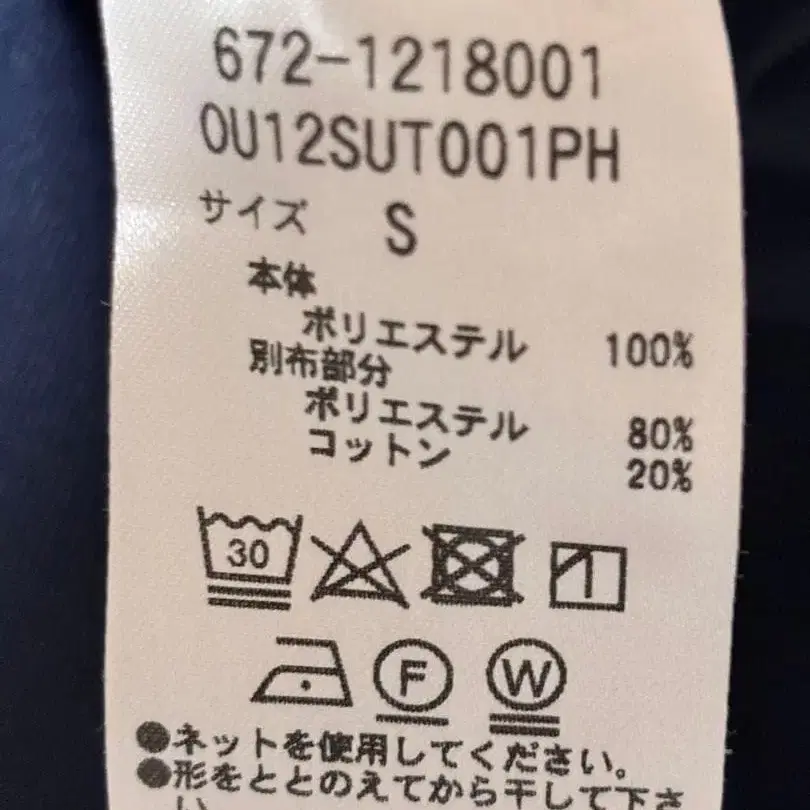 672-1218001
OU12SUT001PH
サイズ S
本体
ポリエステル 100%
別布部分
ポリエステル 80%
コットン 20%
30
F W
●ネットを使用してください。
●形をととのえてから干して下さ
い